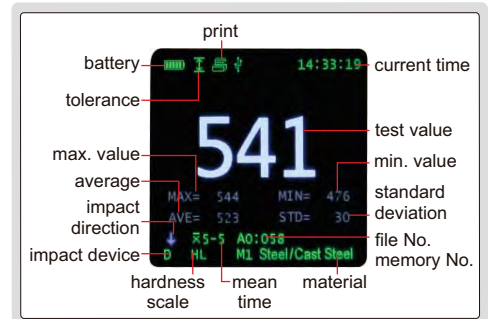 print
battery
14:33:19
current time
tolerance
541
test value
max. value
min. value
MAX= 544 MIN= 476
average
standard
deviation
AVE= 523 STD= 30
impact
direction
x̄5-5 A0:058
file No.
memory No.
impact device
D HL M1 Steel/Cast Steel
hardness
scale
mean
time
material